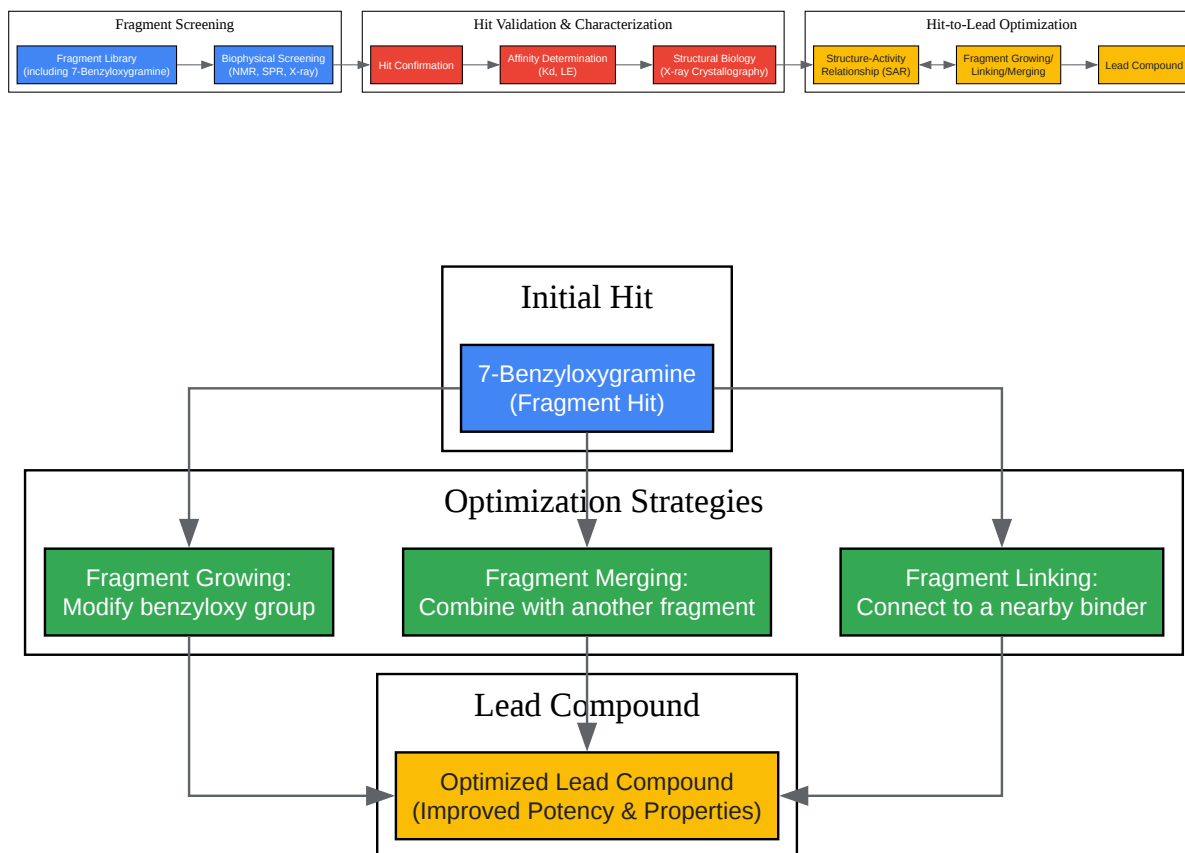 Fragment Screening
Fragment Library
(including 7-Benzyloxygramine)
Biophysical Screening
(NMR, SPR, X-ray)
Hit Validation & Characterization
Hit Confirmation
Affinity Determination
(Kd, LE)
Structural Biology
(X-ray Crystallography)
Hit-to-Lead Optimization
Structure-Activity
Relationship (SAR)
Fragment Growing/
Linking/Merging
Lead Compound
Initial Hit
7-Benzyloxygramine
(Fragment Hit)
Optimization Strategies
Fragment Growing:
Modify benzyloxy group
Fragment Merging:
Combine with another fragment
Fragment Linking:
Connect to a nearby binder
Lead Compound
Optimized Lead Compound
(Improved Potency & Properties)